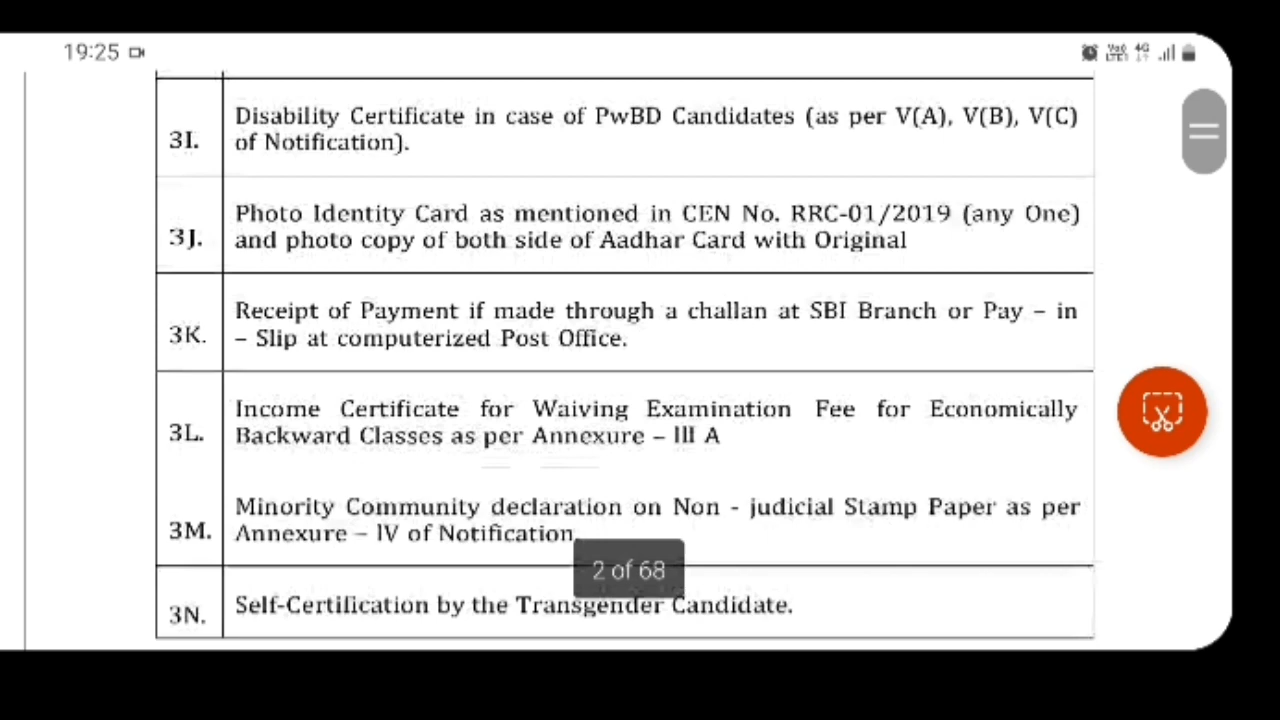 19:25
Vo) 4G
LTE1
Disability Certificate in case of PwBD Candidates (as per V(A), V(B), V(C)
3I.
of Notification).
Photo Identity Card as mentioned in CEN No. RRC-01/2019 (any One)
3J.
and photo copy of both side of Aadhar Card with Original
Receipt of Payment if made through a challan at SBI Branch or Pay – in
3K.
– Slip at computerized Post Office.
Income Certificate for Waiving Examination Fee for Economically
3L.
Backward Classes as per Annexure – III A
Minority Community declaration on Non - judicial Stamp Paper as per
3M.
Annexure – IV of Notification.
2 of 68
3N.
Self-Certification by the Transgender Candidate.